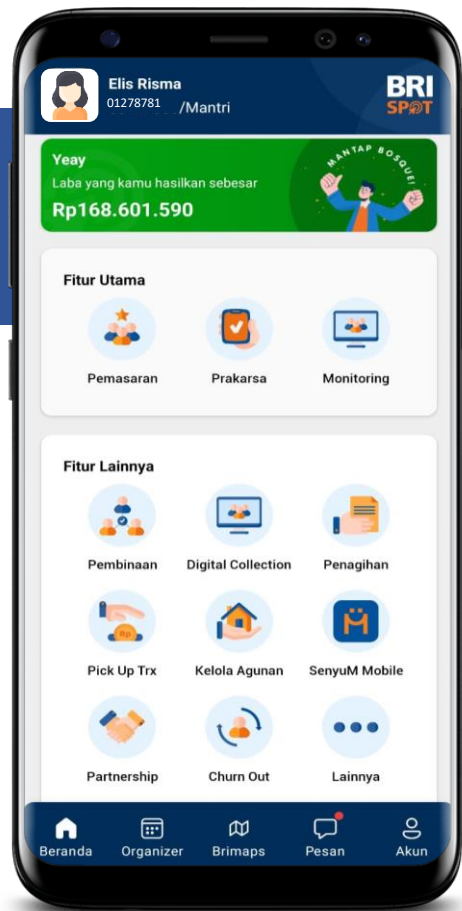 Elis Risma
01278781 /Mantri
BRI
SPOT
Yeay
Laba yang kamu hasilkan sebesar
Rp168.601.590
MANTAP BOSQUE!
Fitur Utama
Pemasaran Prakarsa Monitoring
Fitur Lainnya
Rp
Pembinaan Digital Collection Penagihan
Pick Up Trx Kelola Agunan SenyuM Mobile
Partnership Churn Out Lainnya
Beranda Organizer Brimaps Pesan Akun